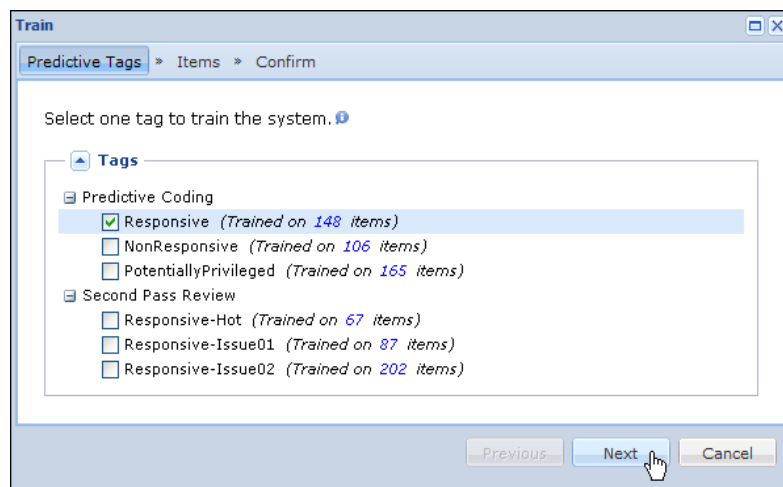 Train
Predictive Tags » Items » Confirm
Select one tag to train the system.
Tags
Predictive Coding
Responsive (Trained on 148 items)
NonResponsive (Trained on 106 items)
PotentiallyPrivileged (Trained on 165 items)
Second Pass Review
Responsive-Hot (Trained on 67 items)
Responsive-Issue01 (Trained on 87 items)
Responsive-Issue02 (Trained on 202 items)
Previous Next Cancel